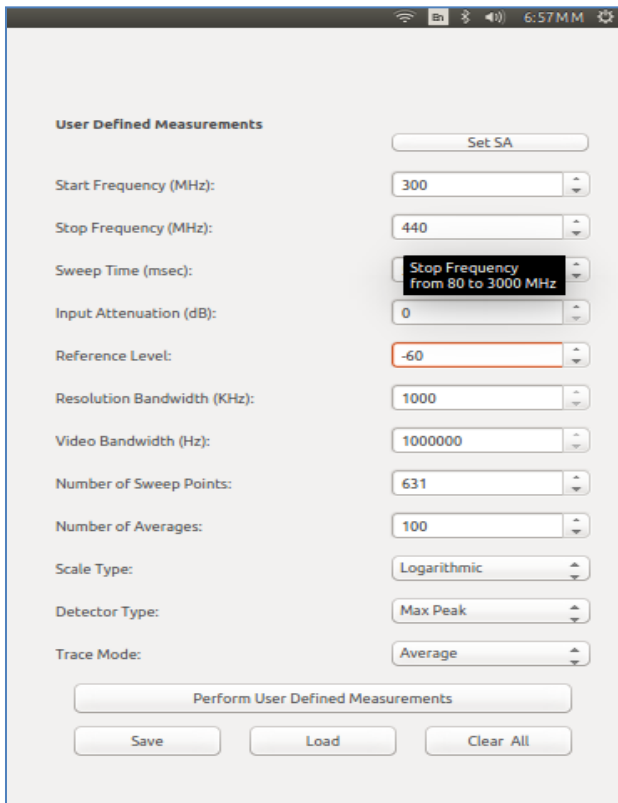 En 6:57MM
User Defined Measurements
Set SA
Start Frequency (MHz): 300
Stop Frequency (MHz): 440
Sweep Time (msec): Stop Frequency
from 80 to 3000 MHz
Input Attenuation (dB): 0
Reference Level: -60
Resolution Bandwidth (KHz): 1000
Video Bandwidth (Hz): 1000000
Number of Sweep Points: 631
Number of Averages: 100
Scale Type: Logarithmic
Detector Type: Max Peak
Trace Mode: Average
Perform User Defined Measurements
Save Load Clear All